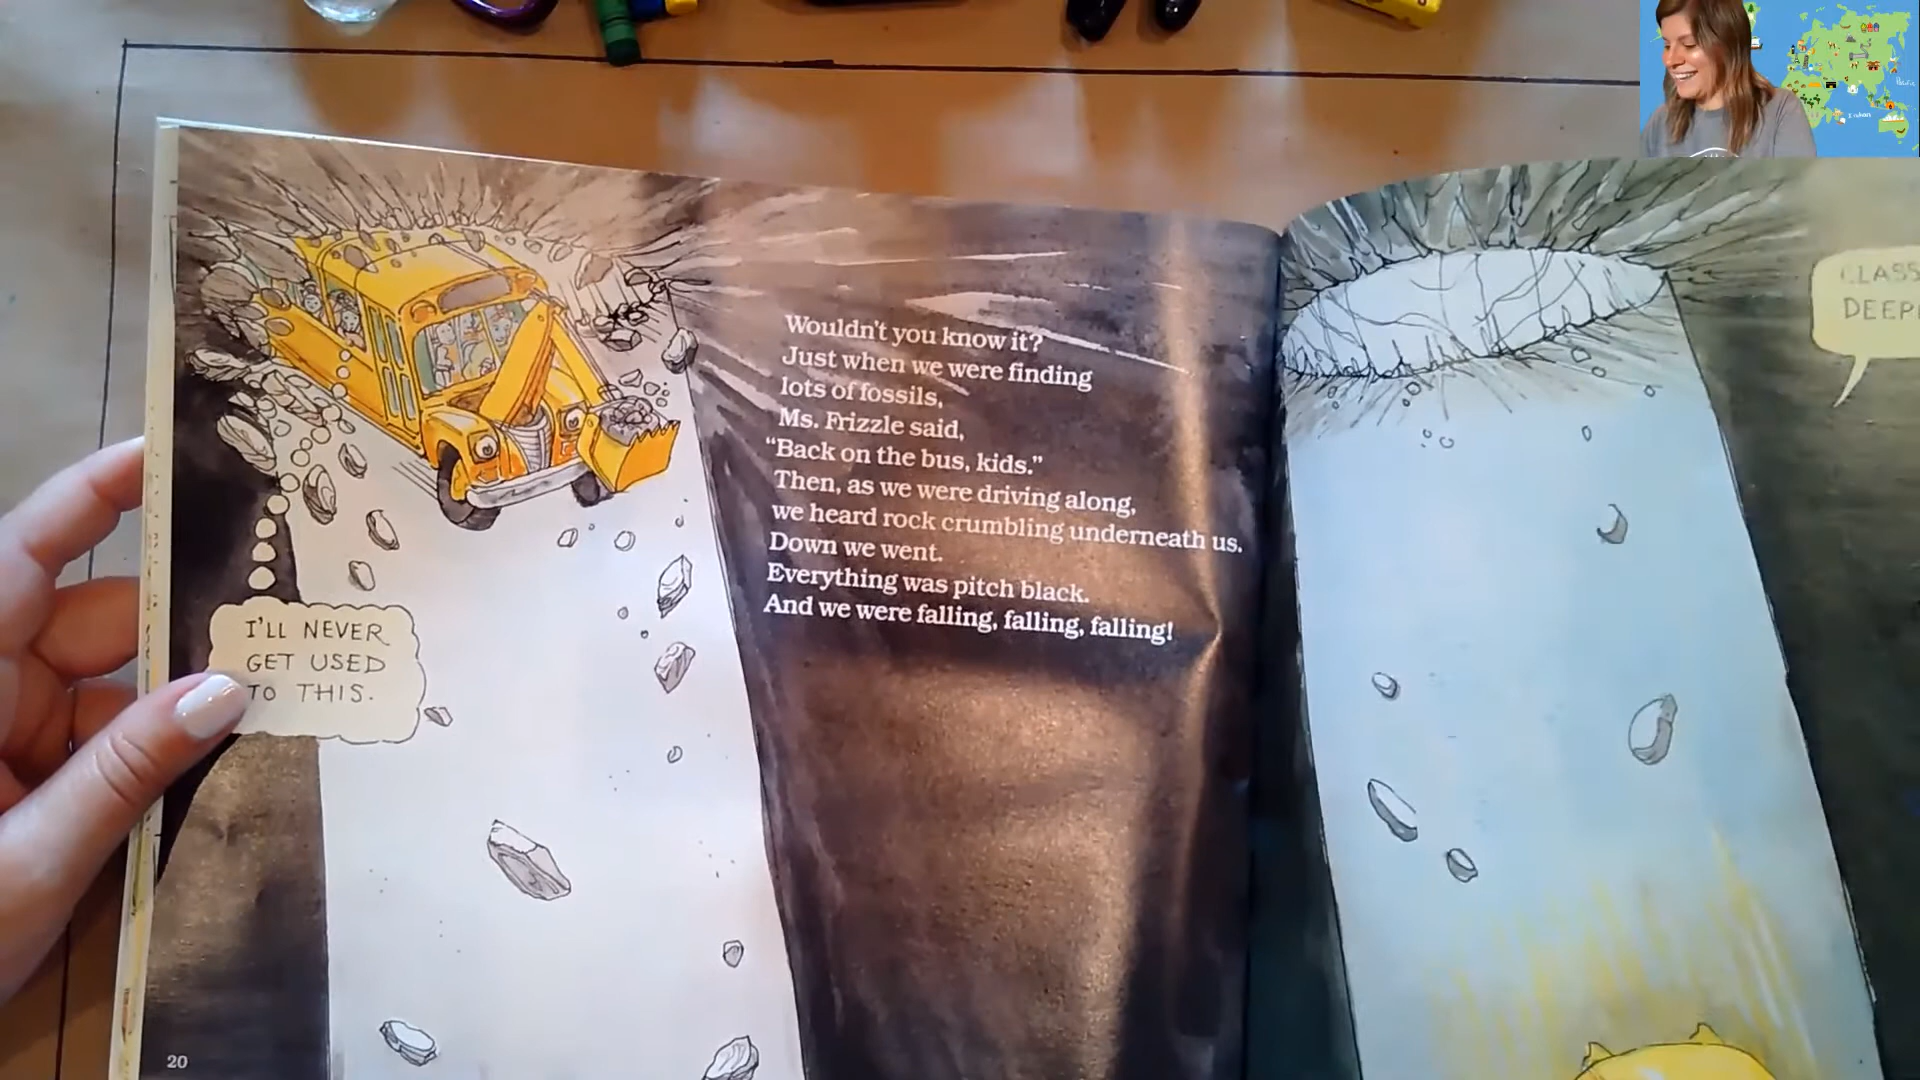 Wouldn't you know it?
Just when we were finding
lots of fossils,
Ms. Frizzle said,
"Back on the bus, kids."
Then, as we were driving along,
we heard rock crumbling underneath us.
Down we went.
Everything was pitch black.
And we were falling, falling, falling!
I'LL NEVER
GET USED
TO THIS.
20